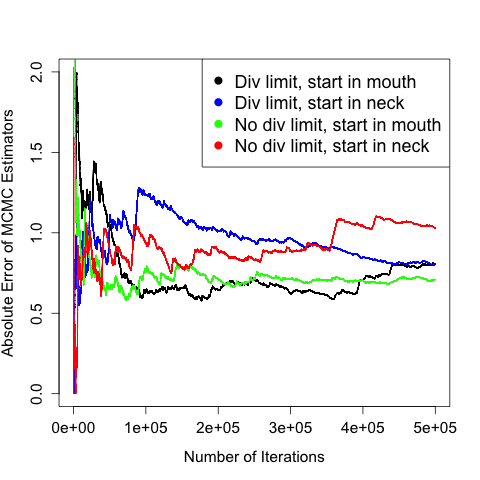 Div limit, start in mouth
Div limit, start in neck
No div limit, start in mouth
No div limit, start in neck
Absolute Error of MCMC Estimators
2.0
1.5
1.0
0.5
0.0
0e+00 1e+05 2e+05 3e+05 4e+05 5e+05
Number of Iterations